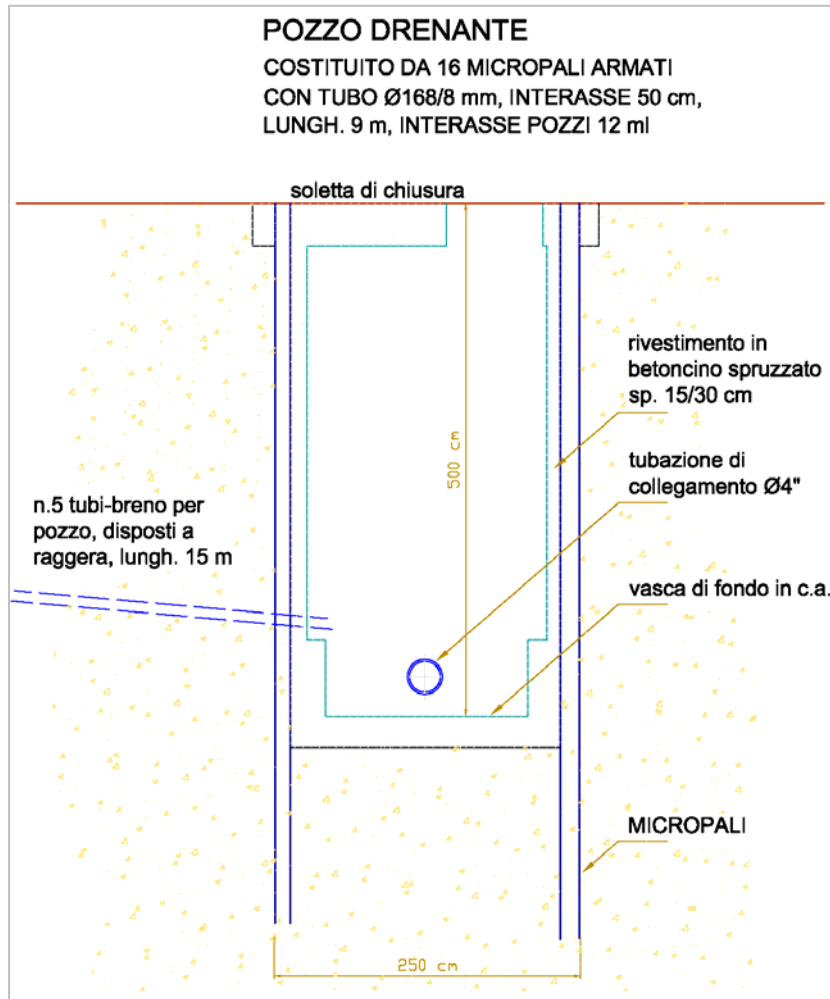 POZZO DRENANTE
COSTITUITO DA 16 MICROPALI ARMATI
CON TUBO Ø168/8 mm, INTERASSE 50 cm,
LUNGH. 9 m, INTERASSE POZZI 12 ml
soletta di chiusura
rivestimento in
betoncino spruzzato
sp. 15/30 cm
500 cm
tubazione di
collegamento Ø4"
n.5 tubi-breno per
pozzo, disposti a
raggera, lungh. 15 m
vasca di fondo in c.a.
MICROPALI
250 cm